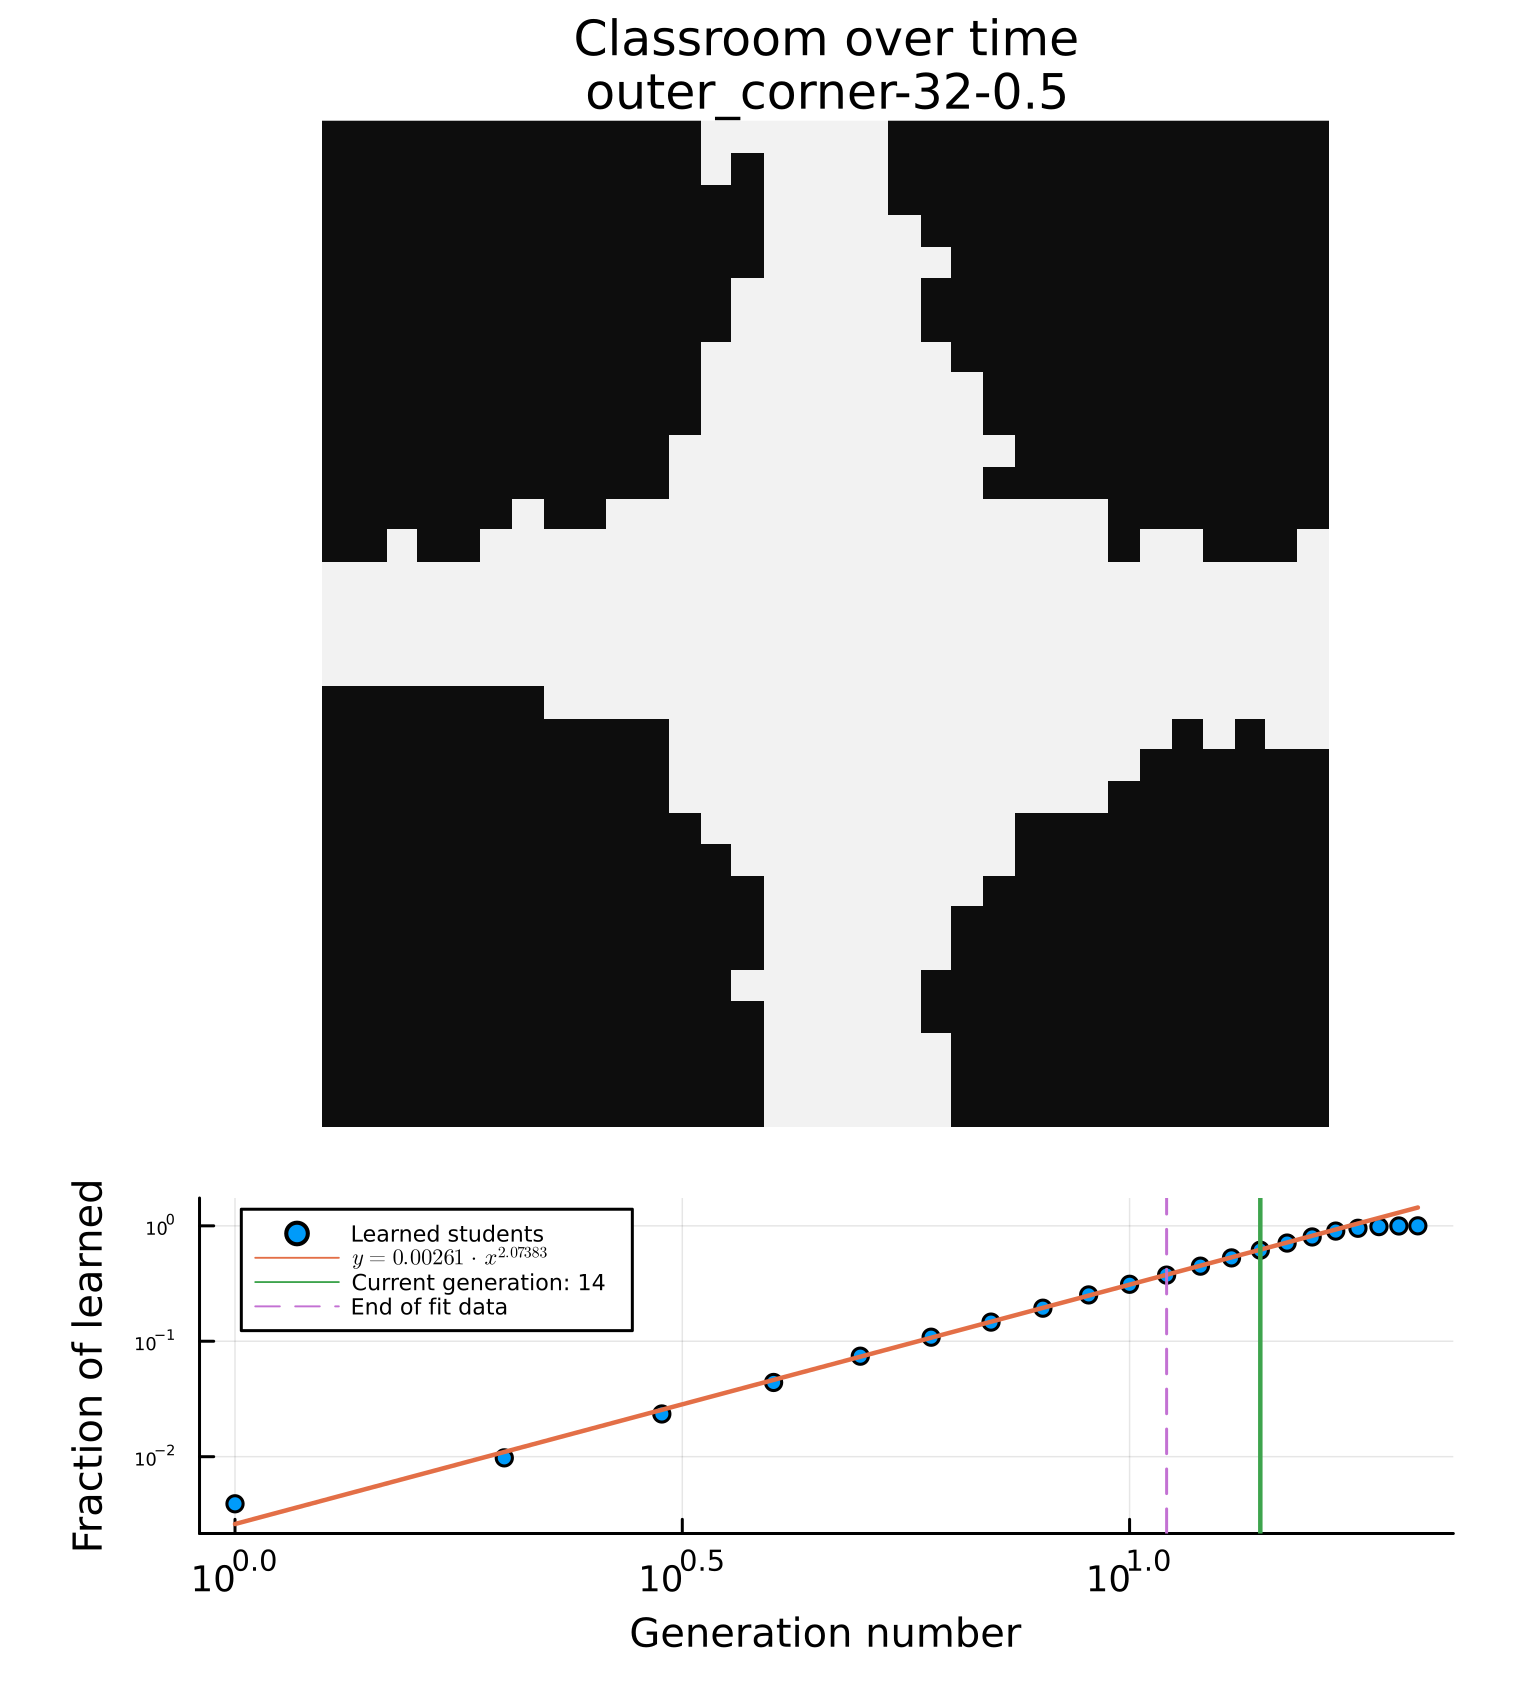 Classroom over time
outer_corner-32-0.5
Fraction of learned
10^0
10^-1
10^-2
Learned students
y = 0.00261 · x^2.07383
Current generation: 14
End of fit data
10^0.0
10^0.5
10^1.0
Generation number